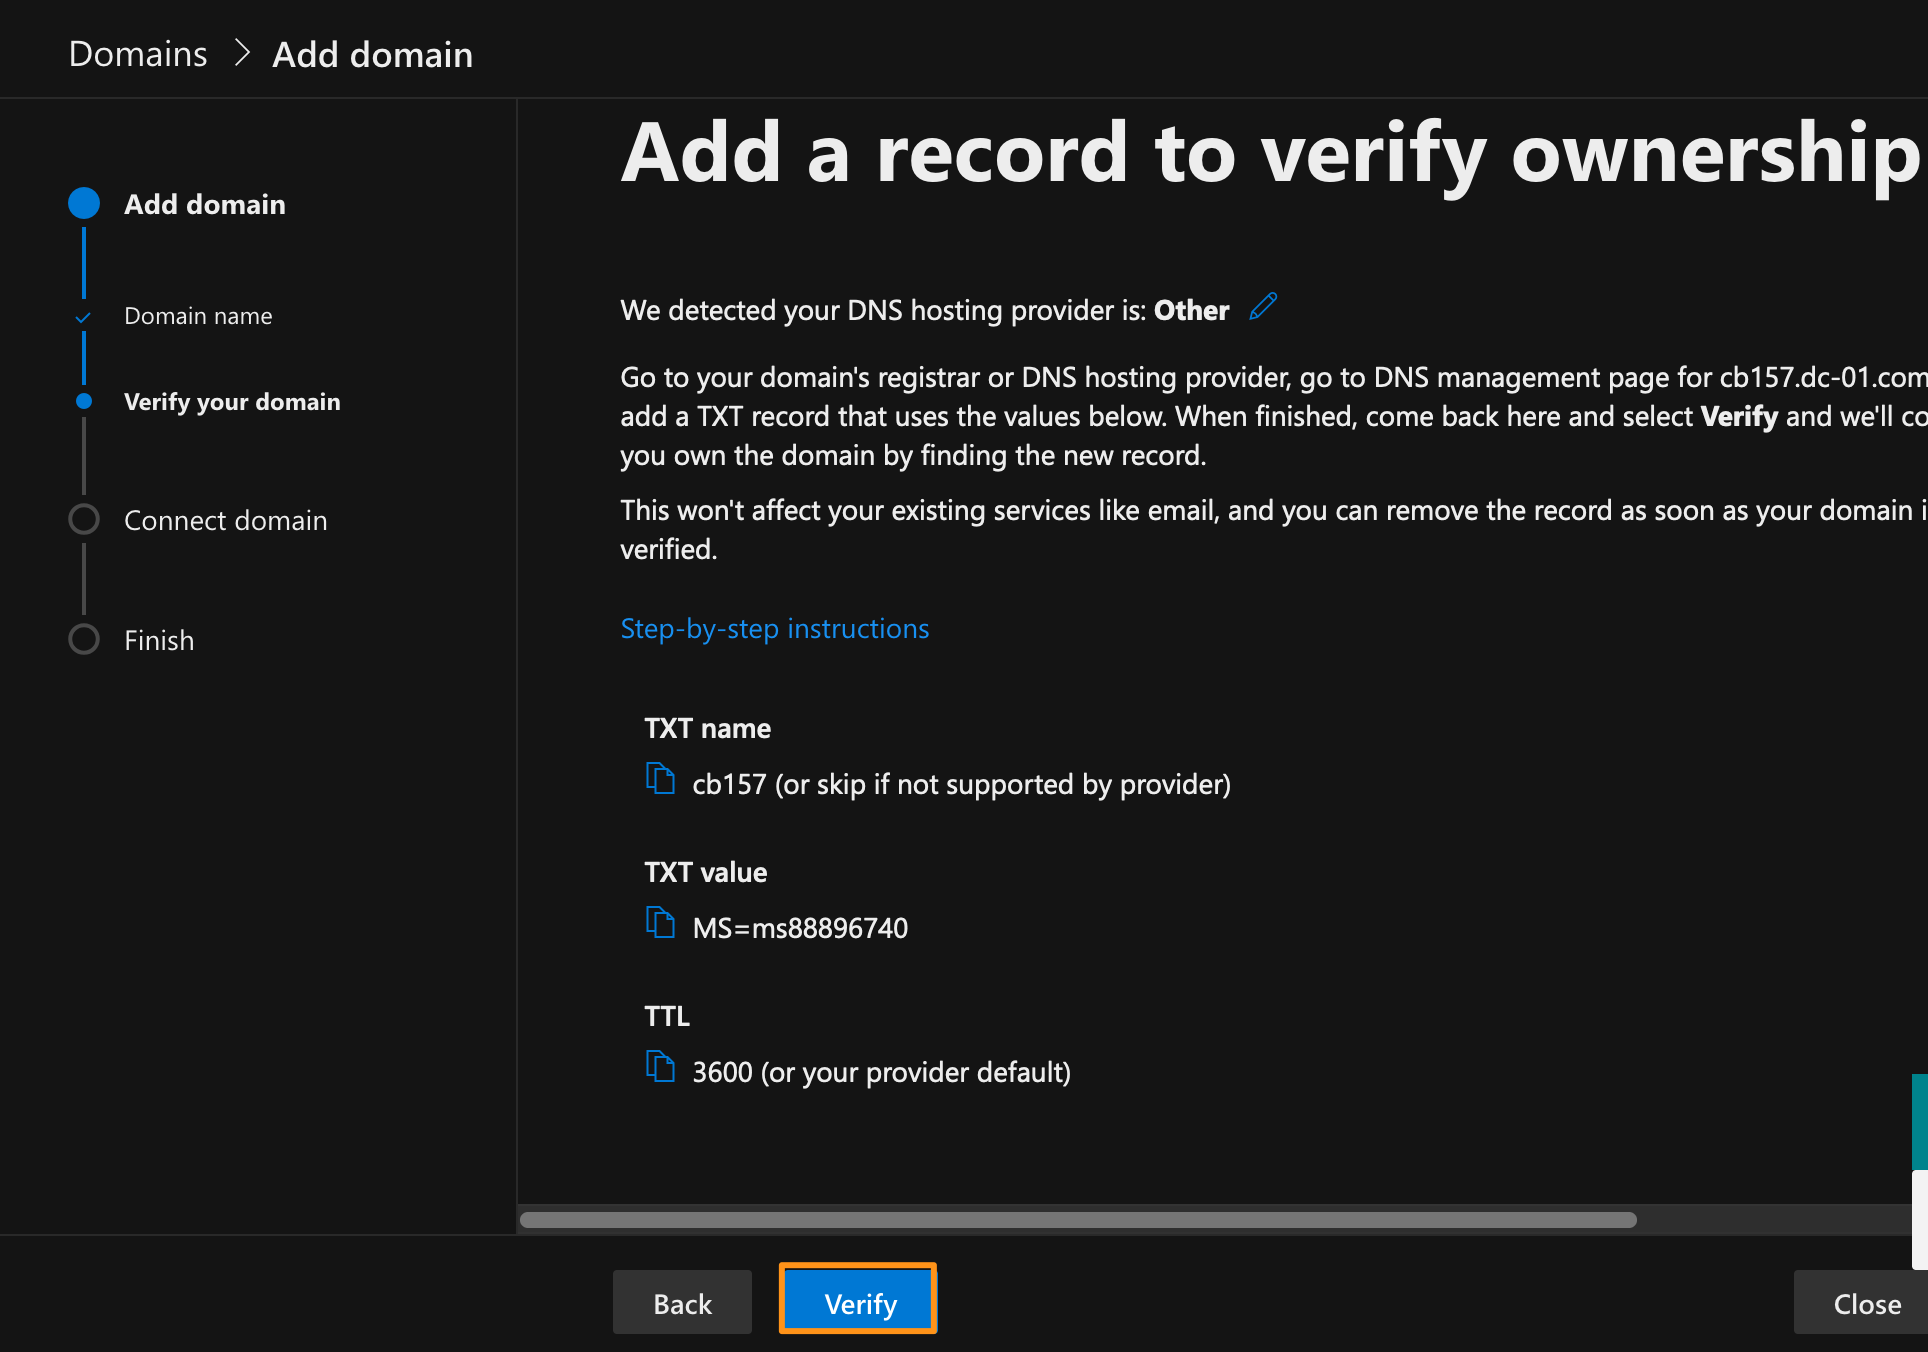 Domains > Add domain
Add domain
Domain name
Verify your domain
Connect domain
Finish
Add a record to verify ownership
We detected your DNS hosting provider is: Other
Go to your domain's registrar or DNS hosting provider, go to DNS management page for cb157.dc-01.com
add a TXT record that uses the values below. When finished, come back here and select Verify and we'll
you own the domain by finding the new record.
This won't affect your existing services like email, and you can remove the record as soon as your domain
verified.
Step-by-step instructions
TXT name
cb157 (or skip if not supported by provider)
TXT value
MS=ms88896740
TTL
3600 (or your provider default)
Back
Verify
Close